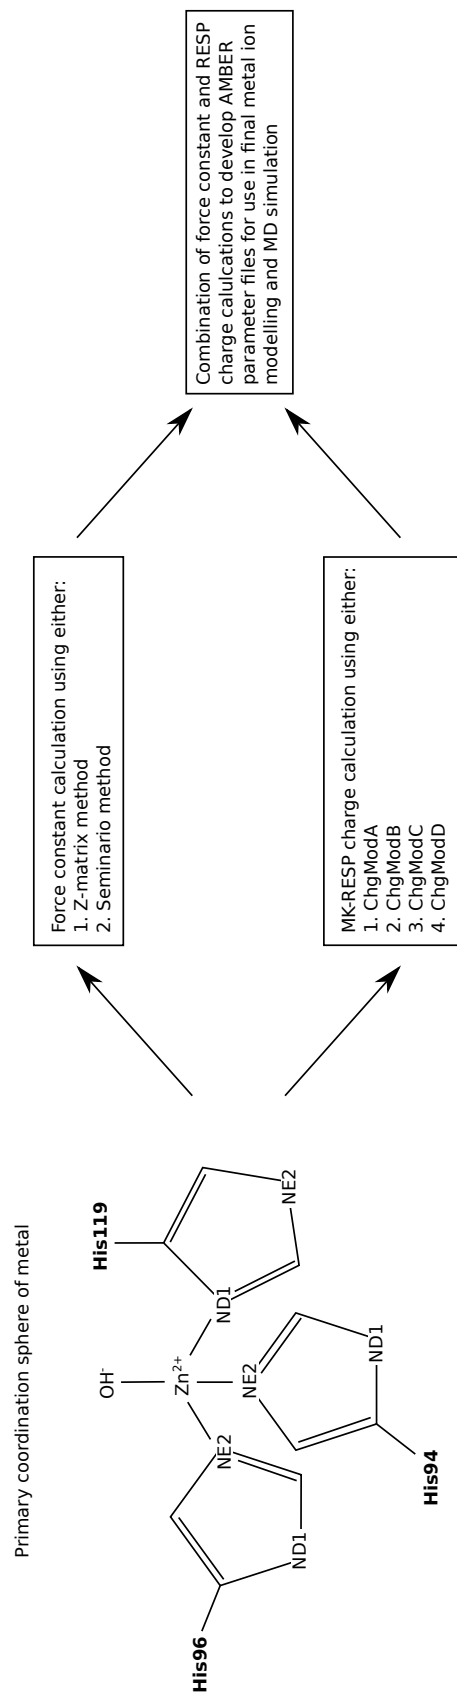 Primary coordination sphere of metal
OH-
Zn2+
His119
ND1
NE2
NE2
ND1
His94
NE2
ND1
His96
Force constant calculation using either:
1. Z-matrix method
2. Seminario method
MK-RESP charge calculation using either:
1. ChgModA
2. ChgModB
3. ChgModC
4. ChgModD
Combination of force constant and RESP
charge calulcations to develop AMBER
parameter files for use in final metal ion
modelling and MD simulation